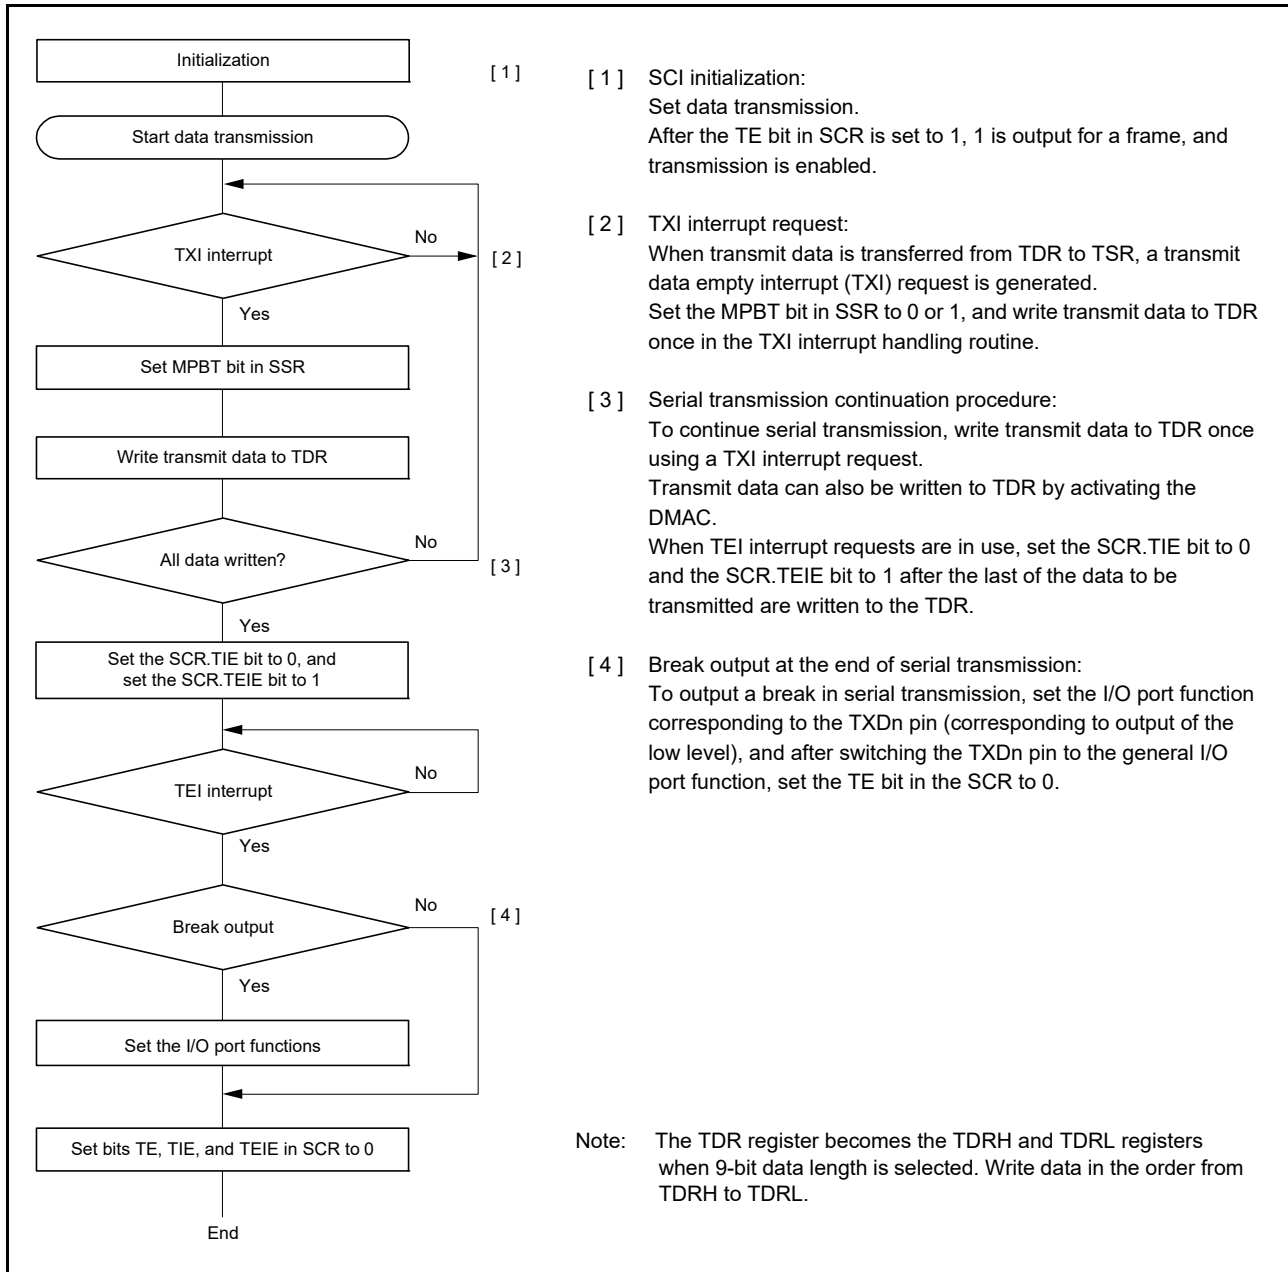 Initialization
[ 1 ]
Start data transmission
TXI interrupt
No
[ 2 ]
Yes
Set MPBT bit in SSR
Write transmit data to TDR
All data written?
No
[ 3 ]
Yes
Set the SCR.TIE bit to 0, and
set the SCR.TEIE bit to 1
TEI interrupt
No
Yes
Break output
No
[ 4 ]
Yes
Set the I/O port functions
Set bits TE, TIE, and TEIE in SCR to 0
End
[ 1 ] SCI initialization:
Set data transmission.
After the TE bit in SCR is set to 1, 1 is output for a frame, and
transmission is enabled.
[ 2 ] TXI interrupt request:
When transmit data is transferred from TDR to TSR, a transmit
data empty interrupt (TXI) request is generated.
Set the MPBT bit in SSR to 0 or 1, and write transmit data to TDR
once in the TXI interrupt handling routine.
[ 3 ] Serial transmission continuation procedure:
To continue serial transmission, write transmit data to TDR once
using a TXI interrupt request.
Transmit data can also be written to TDR by activating the
DMAC.
When TEI interrupt requests are in use, set the SCR.TIE bit to 0
and the SCR.TEIE bit to 1 after the last of the data to be
transmitted are written to the TDR.
[ 4 ] Break output at the end of serial transmission:
To output a break in serial transmission, set the I/O port function
corresponding to the TXDn pin (corresponding to output of the
low level), and after switching the TXDn pin to the general I/O
port function, set the TE bit in the SCR to 0.
Note: The TDR register becomes the TDRH and TDRL registers
when 9-bit data length is selected. Write data in the order from
TDRH to TDRL.